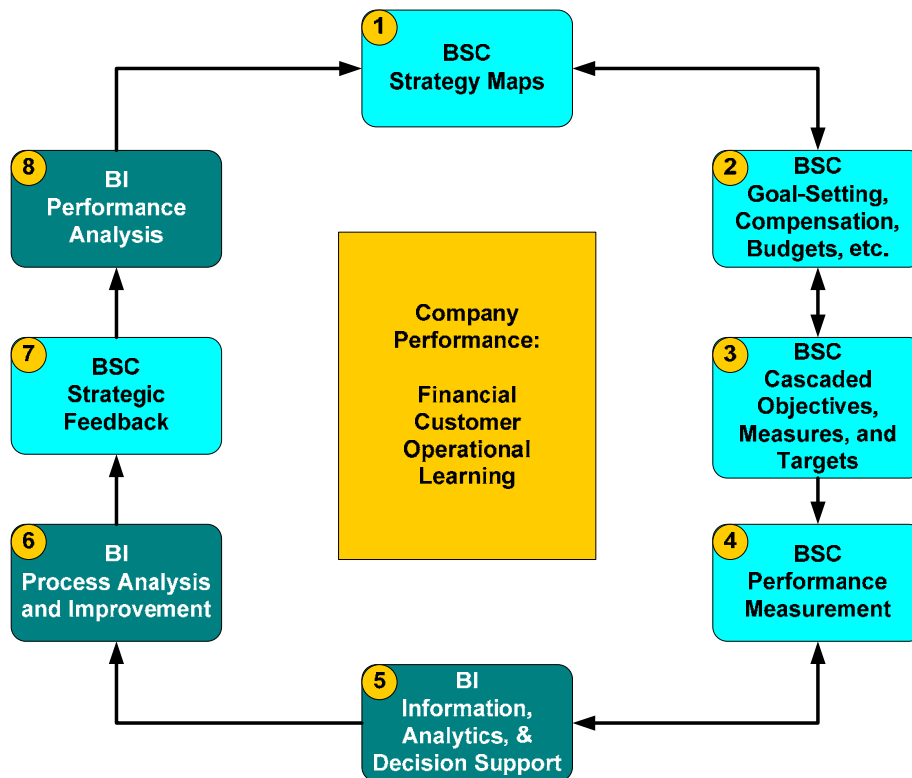 1
BSC
Strategy Maps
2
BSC
Goal-Setting,
Compensation,
Budgets, etc.
3
BSC
Cascaded
Objectives,
Measures, and
Targets
4
BSC
Performance
Measurement
5
BI
Information,
Analytics, &
Decision Support
6
BI
Process Analysis
and Improvement
7
BSC
Strategic
Feedback
8
BI
Performance
Analysis
Company
Performance:
Financial
Customer
Operational
Learning